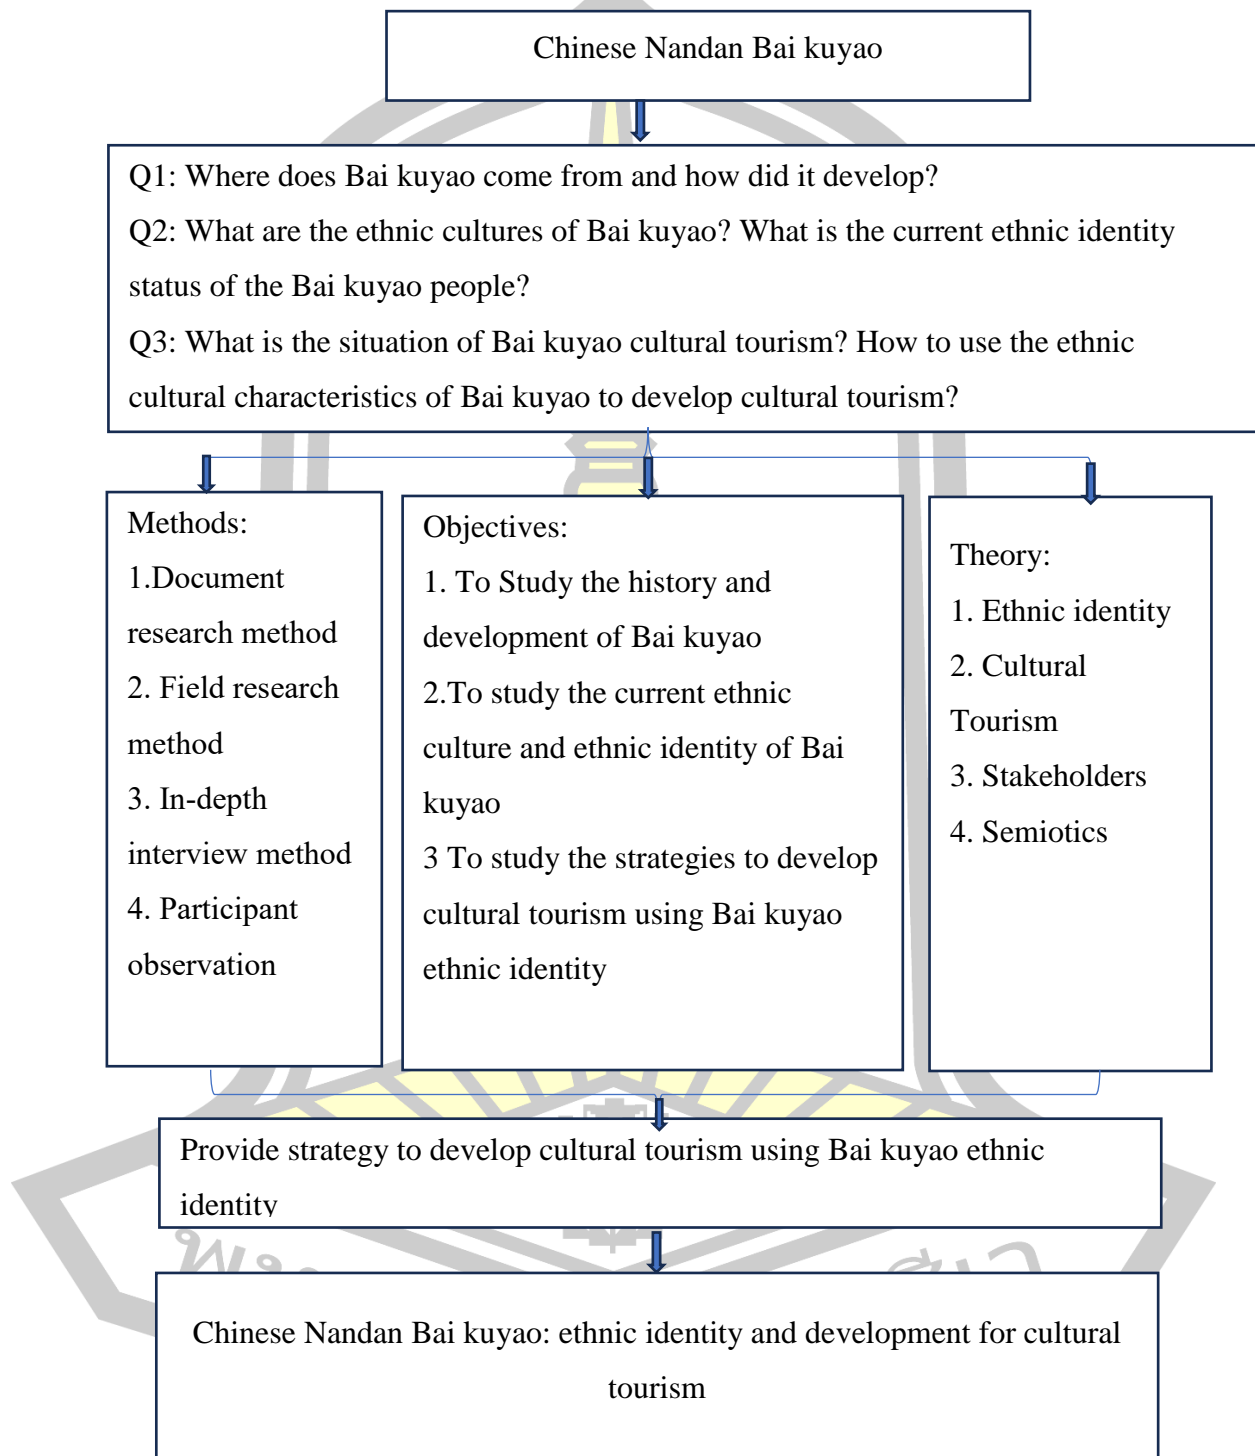 Chinese Nandan Bai kuyao
Q1: Where does Bai kuyao come from and how did it develop?
Q2: What are the ethnic cultures of Bai kuyao? What is the current ethnic identity
status of the Bai kuyao people?
Q3: What is the situation of Bai kuyao cultural tourism? How to use the ethnic
cultural characteristics of Bai kuyao to develop cultural tourism?
Methods:
1.Document
research method
2. Field research
method
3. In-depth
interview method
4. Participant
observation
Objectives:
1. To Study the history and
development of Bai kuyao
2.To study the current ethnic
culture and ethnic identity of Bai
kuyao
3 To study the strategies to develop
cultural tourism using Bai kuyao
ethnic identity
Theory:
1. Ethnic identity
2. Cultural
Tourism
3. Stakeholders
4. Semiotics
Provide strategy to develop cultural tourism using Bai kuyao ethnic
identity
Chinese Nandan Bai kuyao: ethnic identity and development for cultural
tourism